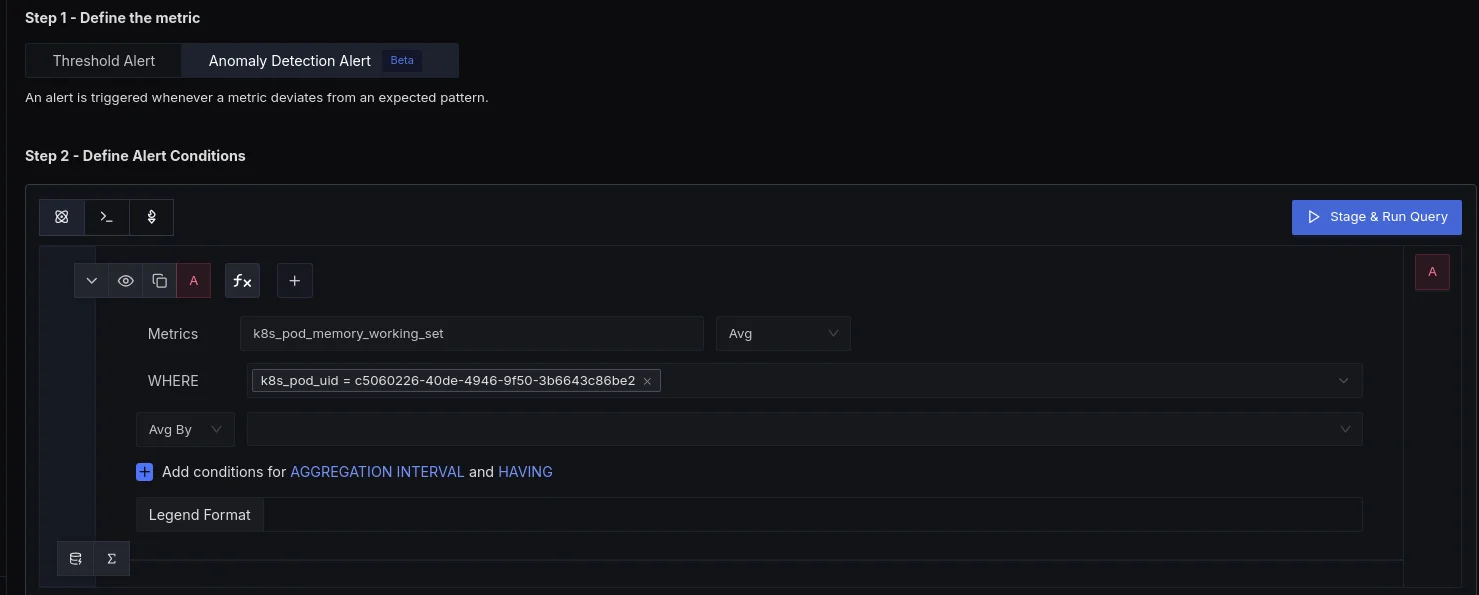 Step 1 - Define the metric
Threshold Alert Anomaly Detection Alert Beta
An alert is triggered whenever a metric deviates from an expected pattern.
Step 2 - Define Alert Conditions
Stage & Run Query
A
A
Metrics k8s_pod_memory_working_set Avg
WHERE k8s_pod_uid = c5060226-40de-4946-9f50-3b6643c86be2
Avg By
Add conditions for AGGREGATION INTERVAL and HAVING
Legend Format